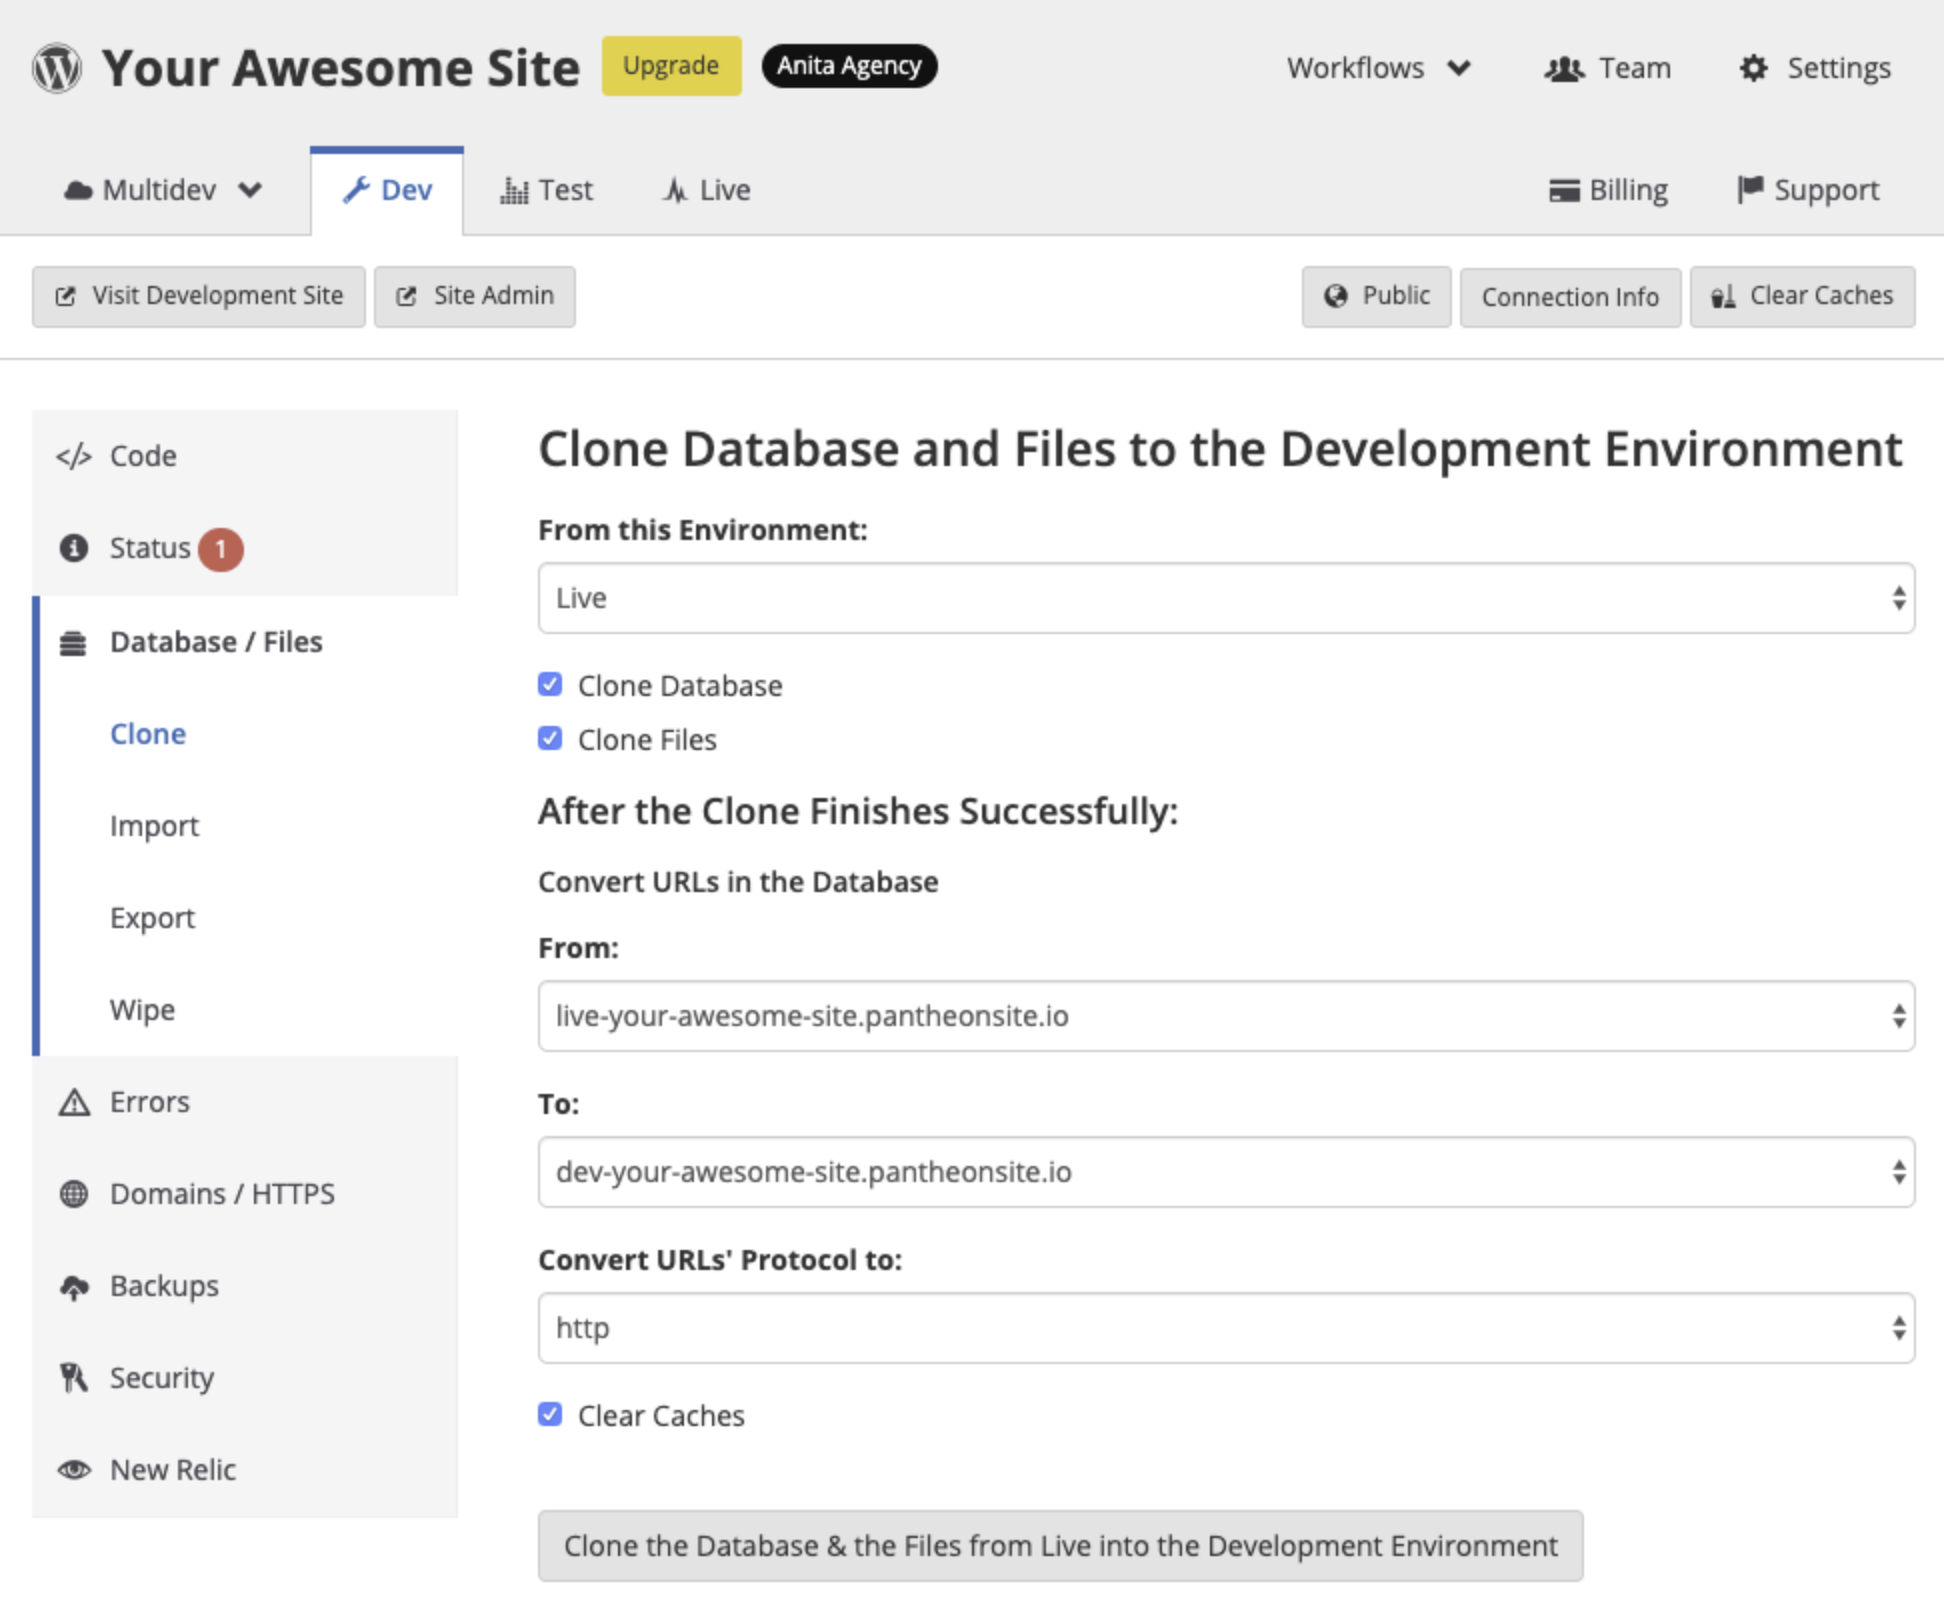 Your Awesome Site Upgrade Anita Agency Workflows Team Settings
Multidev Dev Test Live Billing Support
Visit Development Site Site Admin Public Connection Info Clear Caches
Code
Status 1
Database / Files
Clone
Import
Export
Wipe
Errors
Domains / HTTPS
Backups
Security
New Relic
Clone Database and Files to the Development Environment
From this Environment:
Live
Clone Database
Clone Files
After the Clone Finishes Successfully:
Convert URLs in the Database
From:
live-your-awesome-site.pantheonsite.io
To:
dev-your-awesome-site.pantheonsite.io
Convert URLs' Protocol to:
http
Clear Caches
Clone the Database & the Files from Live into the Development Environment